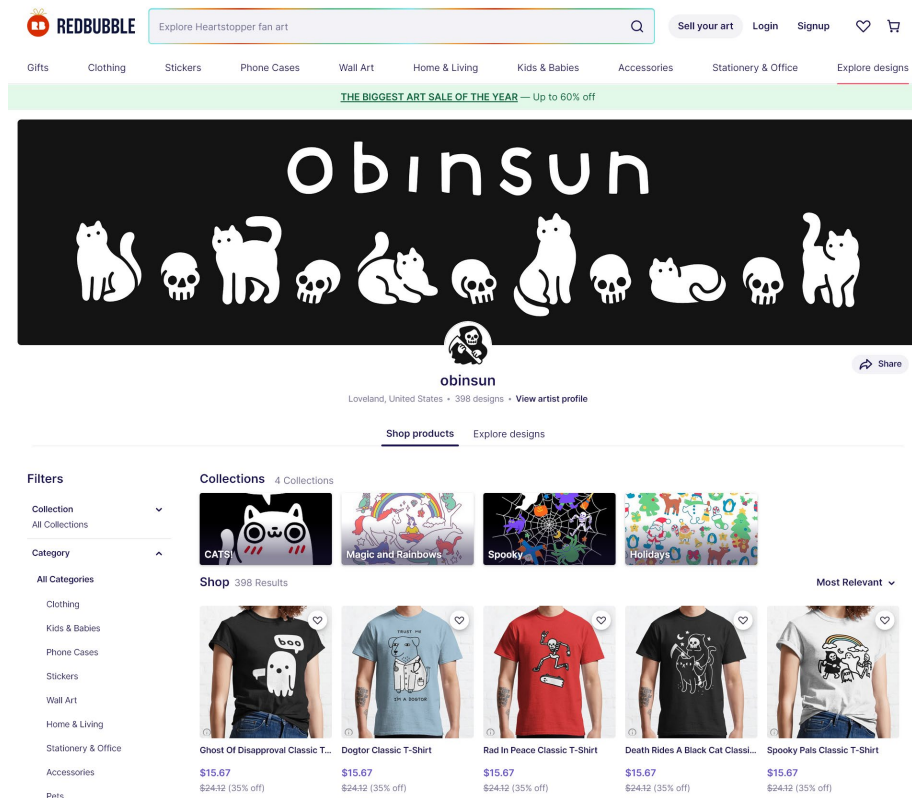 RB REDBUBBLE
Explore Heartstopper fan art
Sell your art Login Signup
Gifts Clothing Stickers Phone Cases Wall Art Home & Living Kids & Babies Accessories Stationery & Office Explore designs
THE BIGGEST ART SALE OF THE YEAR — Up to 60% off
obinsun
Share
obinsun
Loveland, United States • 398 designs • View artist profile
Shop products Explore designs
Filters
Collection
All Collections
Category
All Categories
Clothing
Kids & Babies
Phone Cases
Stickers
Wall Art
Home & Living
Stationery & Office
Accessories
Pets
Collections 4 Collections
CATS!
Magic and Rainbows
Spooky
Holidays
Shop 398 Results
Most Relevant
boo
TRUST ME
I'M A DOGTOR
Ghost Of Disapproval Classic T...
$15.67
$24.12 (35% off)
Dogtor Classic T-Shirt
$15.67
$24.12 (35% off)
Rad In Peace Classic T-Shirt
$15.67
$24.12 (35% off)
Death Rides A Black Cat Classi...
$15.67
$24.12 (35% off)
Spooky Pals Classic T-Shirt
$15.67
$24.12 (35% off)